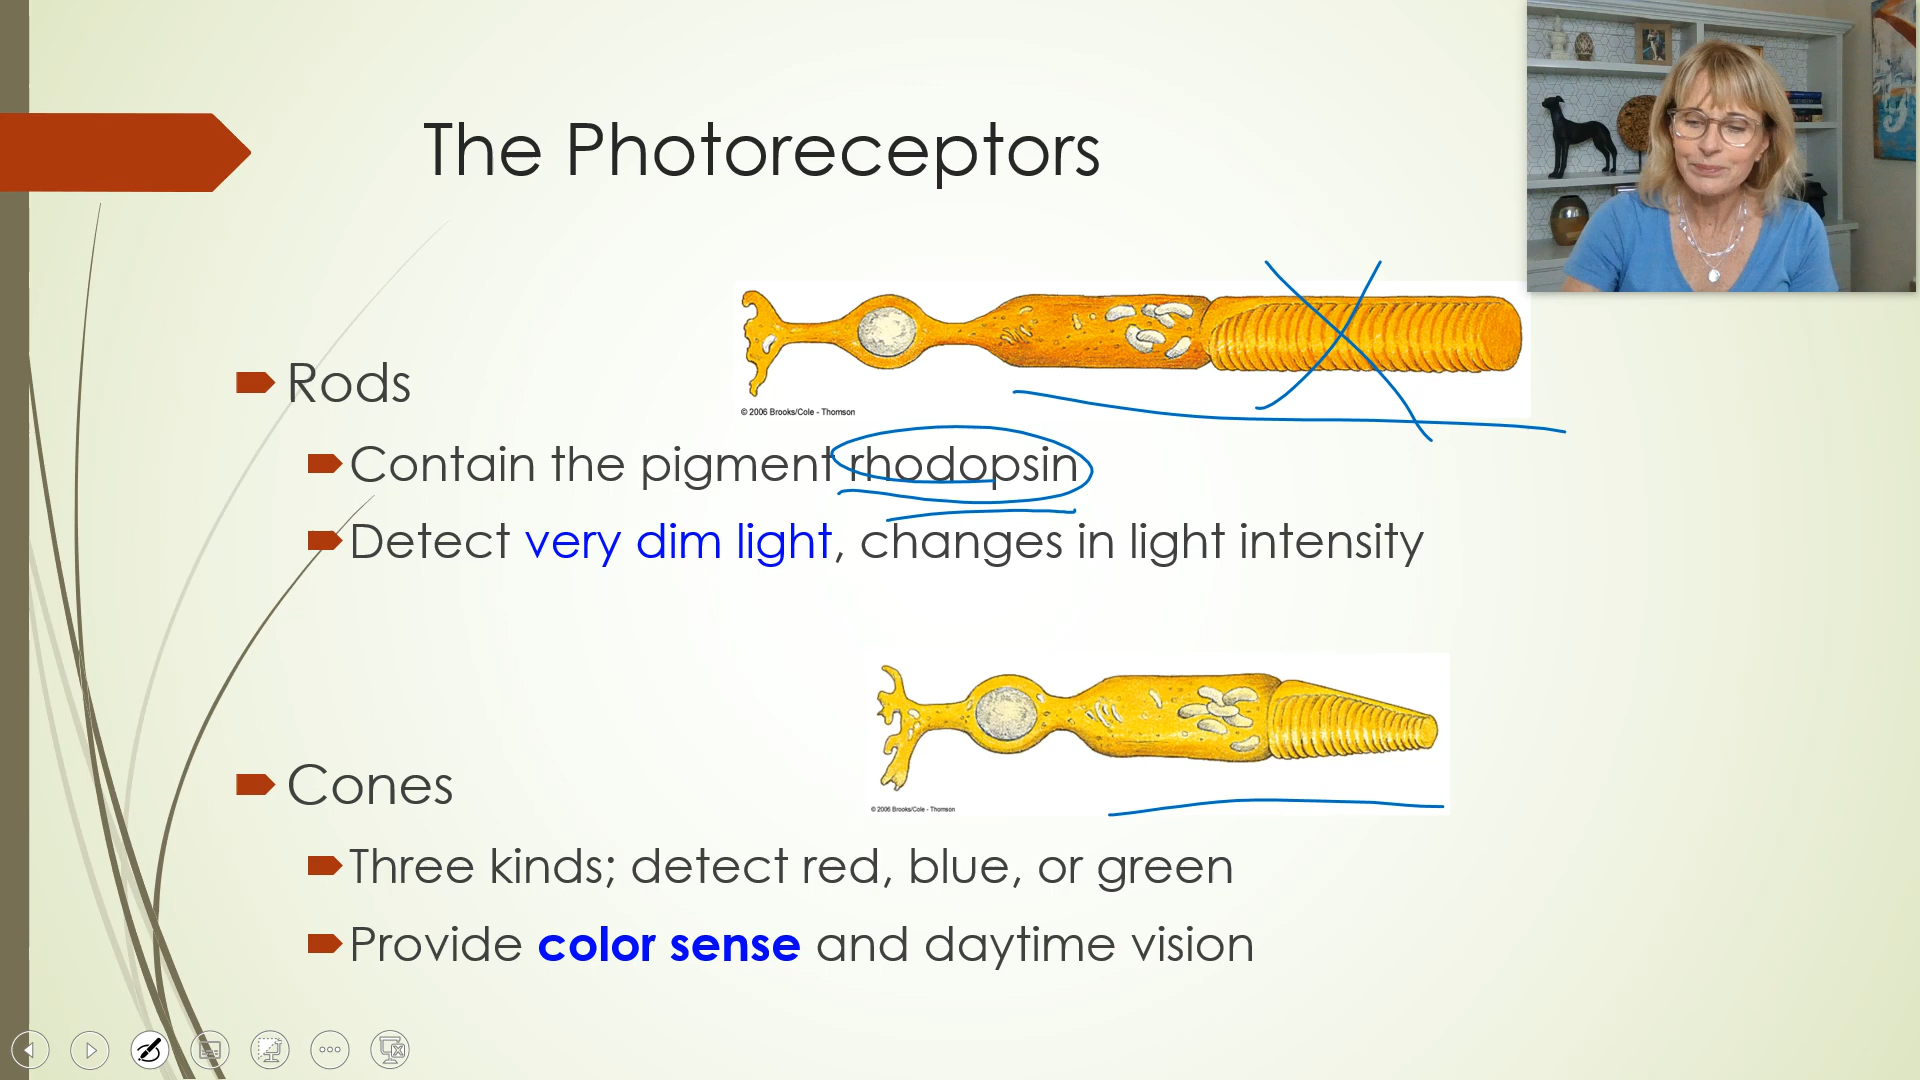 The Photoreceptors
© 2006 Brooks/Cole - Thomson
Rods
Contain the pigment rhodopsin
Detect very dim light, changes in light intensity
© 2006 Brooks/Cole - Thomson
Cones
Three kinds; detect red, blue, or green
Provide color sense and daytime vision